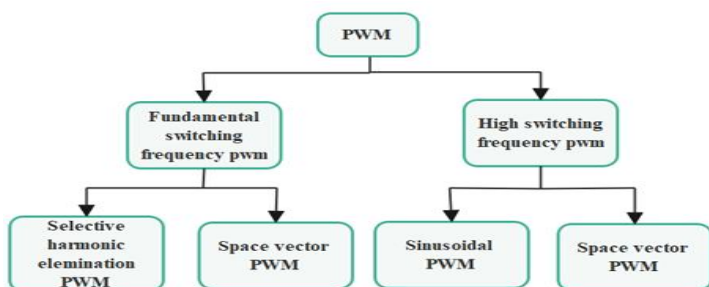 PWM
Fundamental
switching
frequency pwm
High switching
frequency pwm
Selective
harmonic
elemination
PWM
Space vector
PWM
Sinusoidal
PWM
Space vector
PWM